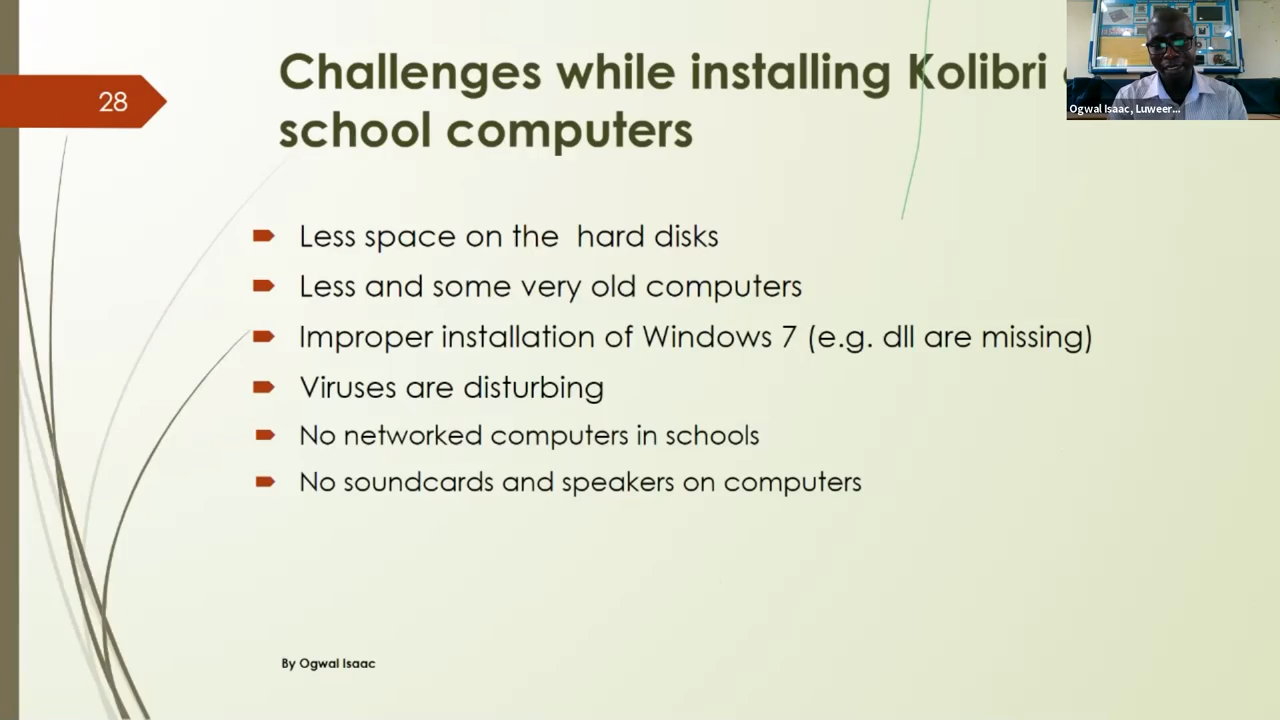 28
Challenges while installing Kolibri
school computers
Less space on the hard disks
Less and some very old computers
Improper installation of Windows 7 (e.g. dll are missing)
Viruses are disturbing
No networked computers in schools
No soundcards and speakers on computers
By Ogwal Isaac
Ogwal Isaac, Luweer...